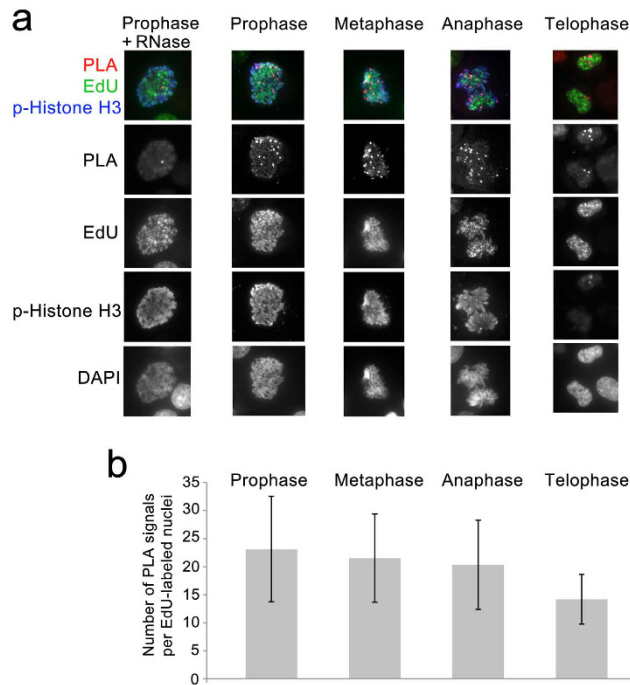 a
Prophase
+ RNase
Prophase
Metaphase
Anaphase
Telophase
PLA
EdU
p-Histone H3
PLA
EdU
p-Histone H3
DAPI
b
Prophase
Metaphase
Anaphase
Telophase
Number of PLA signals
per EdU-labeled nuclei
35
30
25
20
15
10
5
0